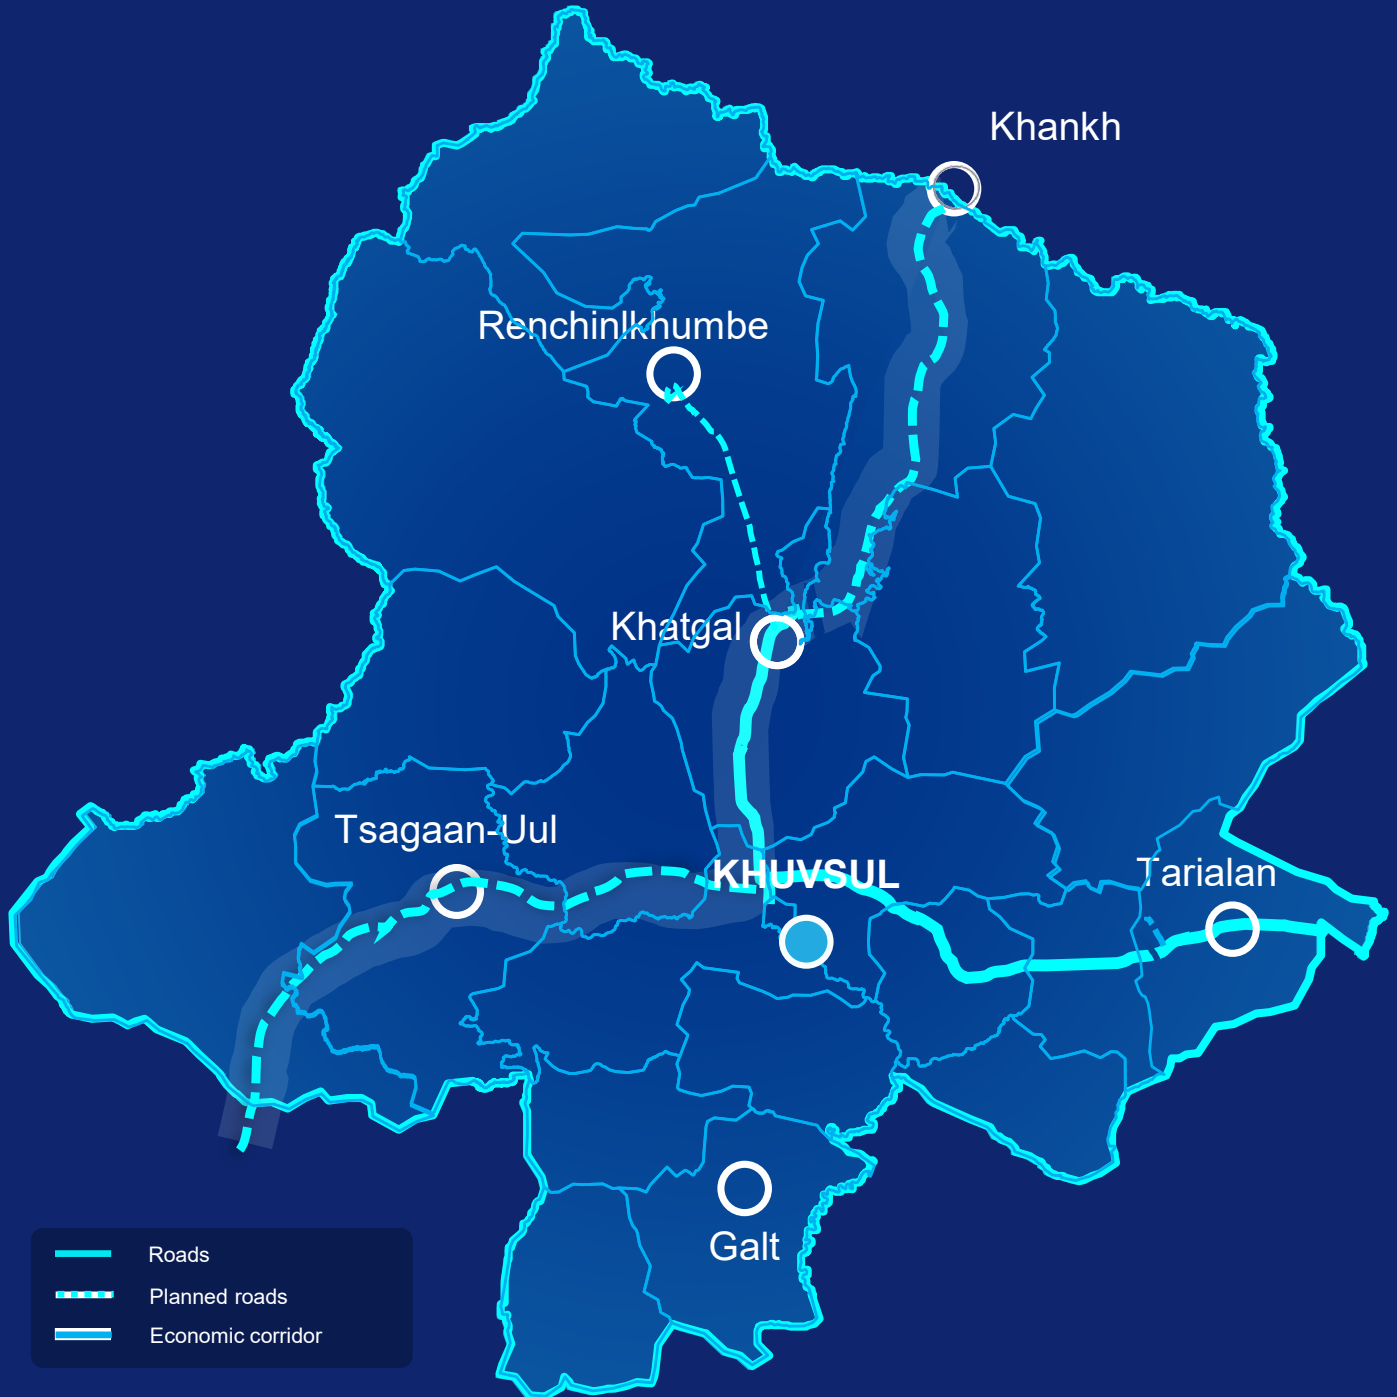 Khankh
Renchinlkhumbe
Khatgal
Tsagaan-Uul
KHUVSUL
Tarialan
Galt
Roads
Planned roads
Economic corridor